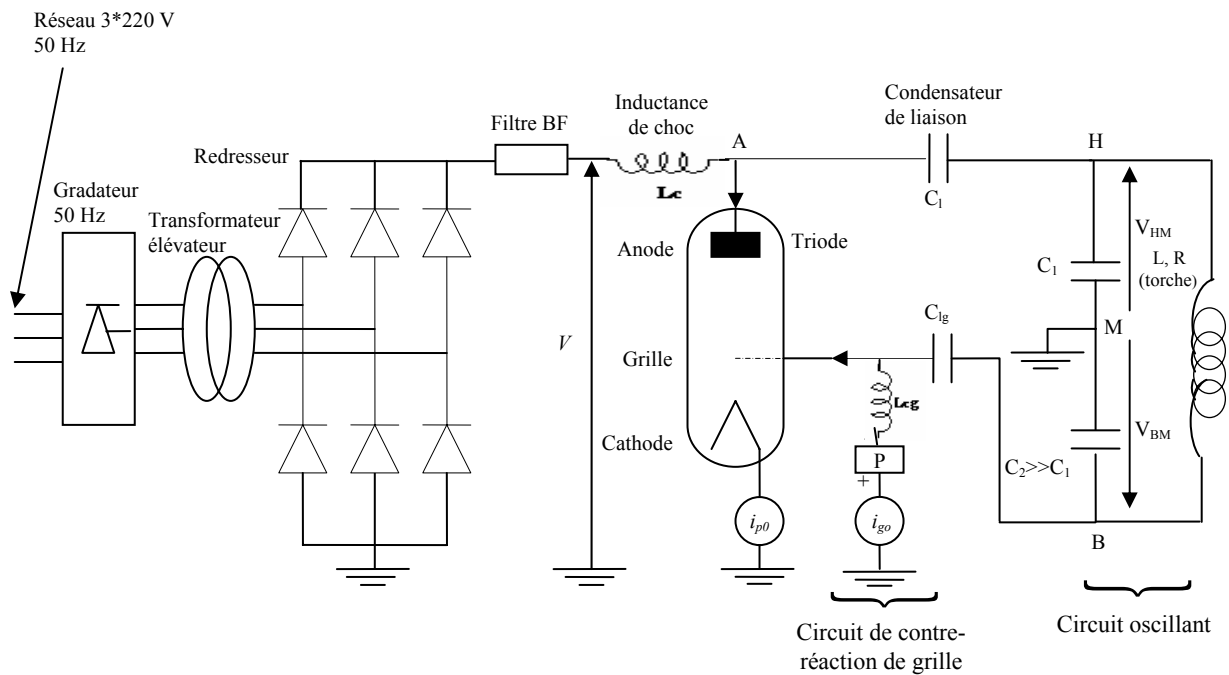 Réseau 3*220 V
50 Hz
Redresseur
Gradateur
50 Hz
Transformateur
élévateur
Filtre BF
Inductance
de choc
Lc
A
Condensateur
de liaison
Cl
H
Anode
Triode
VHM
L, R
(torche)
C1
M
V
Clg
Grille
Lcg
Cathode
P
+
VBM
C2>>C1
ip0
igo
B
Circuit de contre-
réaction de grille
Circuit oscillant